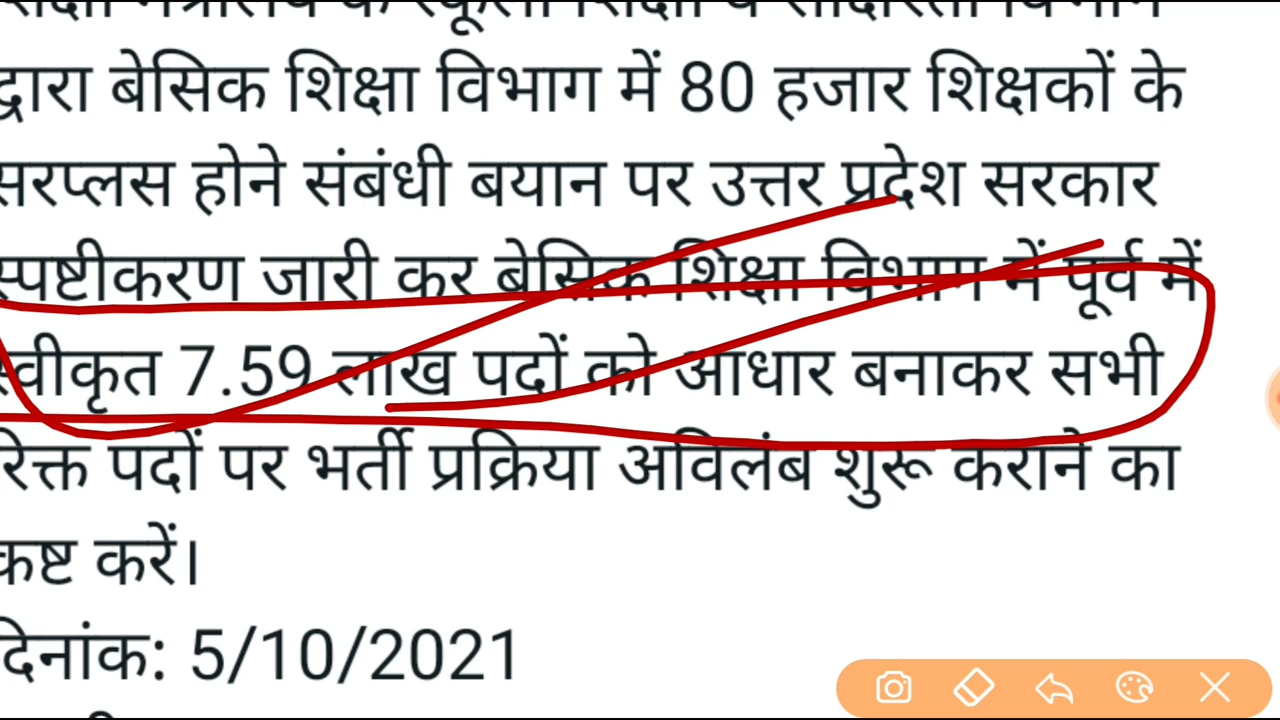 द्वारा बेसिक शिक्षा विभाग में 80 हजार शिक्षकों के
सरप्लस होने संबंधी बयान पर उत्तर प्रदेश सरकार
स्पष्टीकरण जारी कर बेसिक शिक्षा विभाग में पूर्व में
स्वीकृत 7.59 लाख पदों को आधार बनाकर सभी
रिक्त पदों पर भर्ती प्रक्रिया अविलंब शुरू कराने का
कष्ट करें।
दिनांक: 5/10/2021